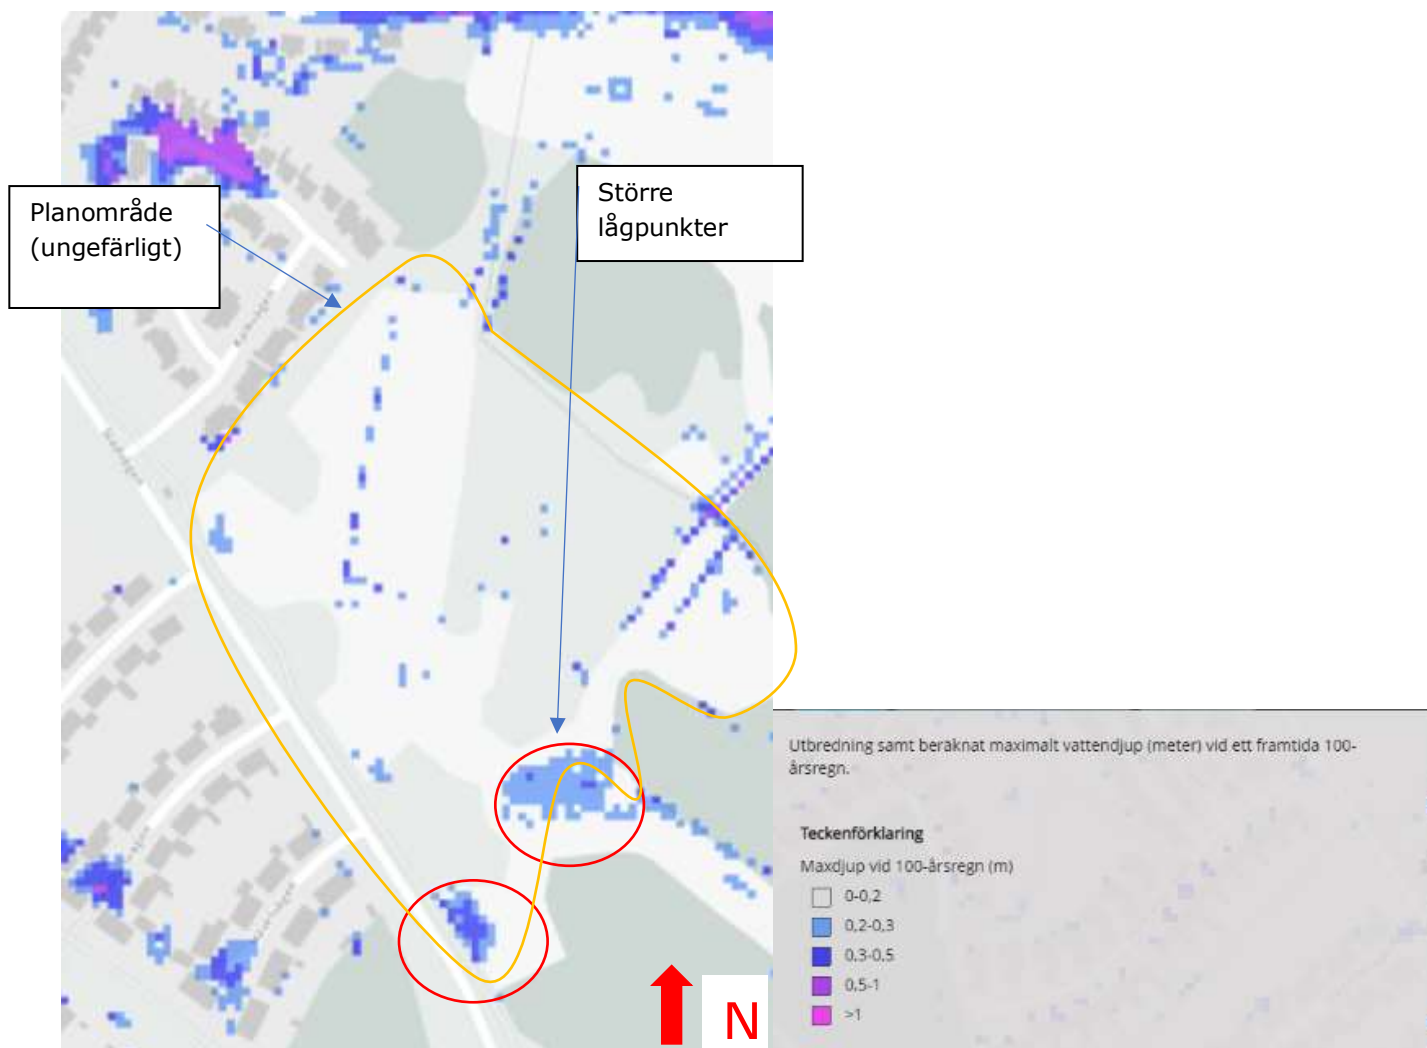 Planområde
(ungefärligt)
Större
lågpunkter
N
Utbredning samt beräknat maximalt vattendjup (meter) vid ett framtida 100-
årsregn.
Teckenförklaring
Maxdjup vid 100-årsregn (m)
0-0,2
0,2-0,3
0,3-0,5
0,5-1
>1